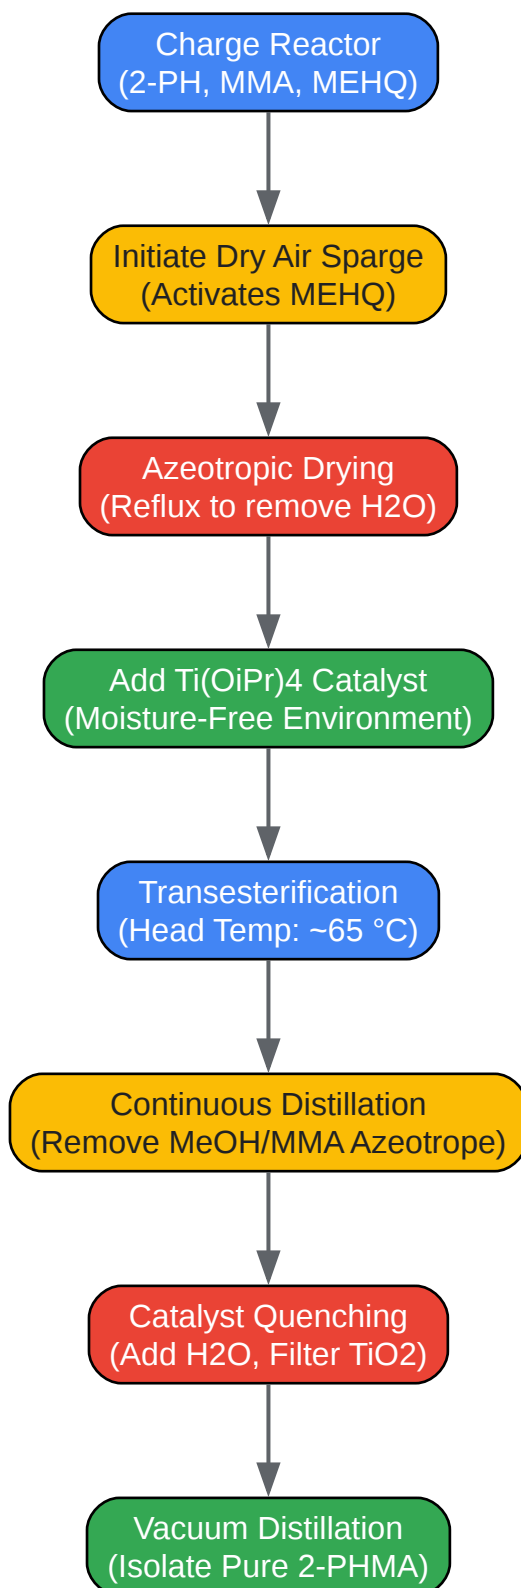 Charge Reactor
(2-PH, MMA, MEHQ)
Initiate Dry Air Sparge
(Activates MEHQ)
Azeotropic Drying
(Reflux to remove H2O)
Add Ti(OiPr)4 Catalyst
(Moisture-Free Environment)
Transesterification
(Head Temp: ~65 °C)
Continuous Distillation
(Remove MeOH/MMA Azeotrope)
Catalyst Quenching
(Add H2O, Filter TiO2)
Vacuum Distillation
(Isolate Pure 2-PHMA)